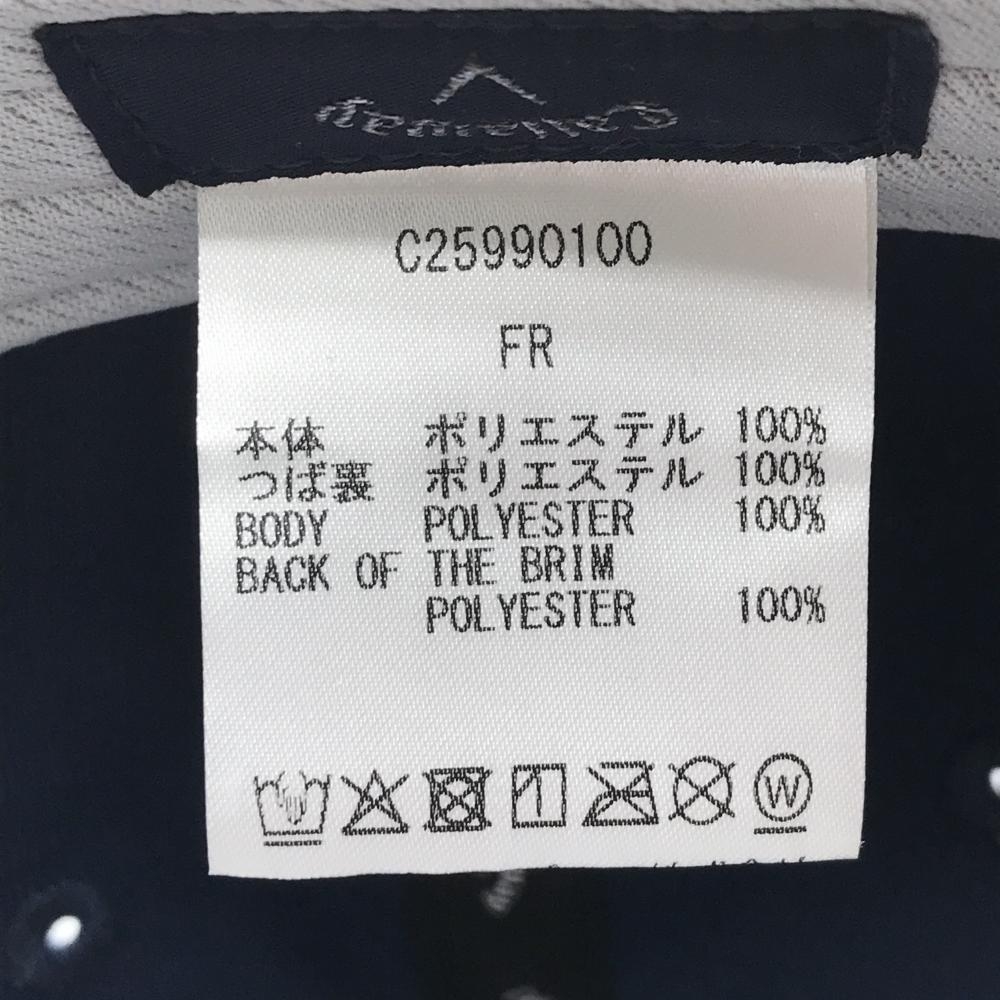 Callaway
C25990100
FR
本体 ポリエステル 100%
つば裏 ポリエステル 100%
BODY POLYESTER 100%
BACK OF THE BRIM
POLYESTER 100%
W